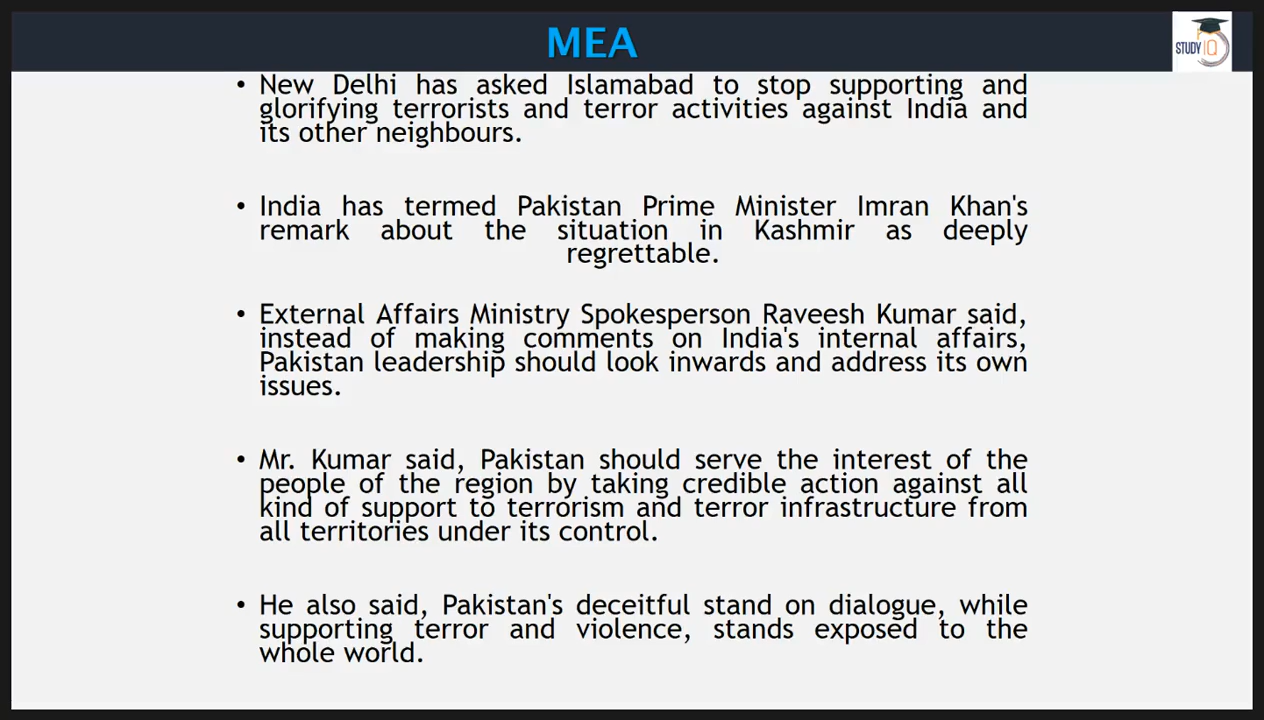 MEA
STUDY IQ
• New Delhi has asked Islamabad to stop supporting and
glorifying terrorists and terror activities against India and
its other neighbours.
• India has termed Pakistan Prime Minister Imran Khan's
remark about the situation in Kashmir as deeply
regrettable.
• External Affairs Ministry Spokesperson Raveesh Kumar said,
instead of making comments on India's internal affairs,
Pakistan leadership should look inwards and address its own
issues.
• Mr. Kumar said, Pakistan should serve the interest of the
people of the region by taking credible action against all
kind of support to terrorism and terror infrastructure from
all territories under its control.
• He also said, Pakistan's deceitful stand on dialogue, while
supporting terror and violence, stands exposed to the
whole world.